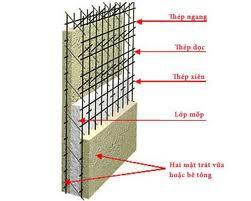 Thép ngang
Thép dọc
Thép xiên
Lớp mốp
Hai mặt trát vữa
hoặc bê tông